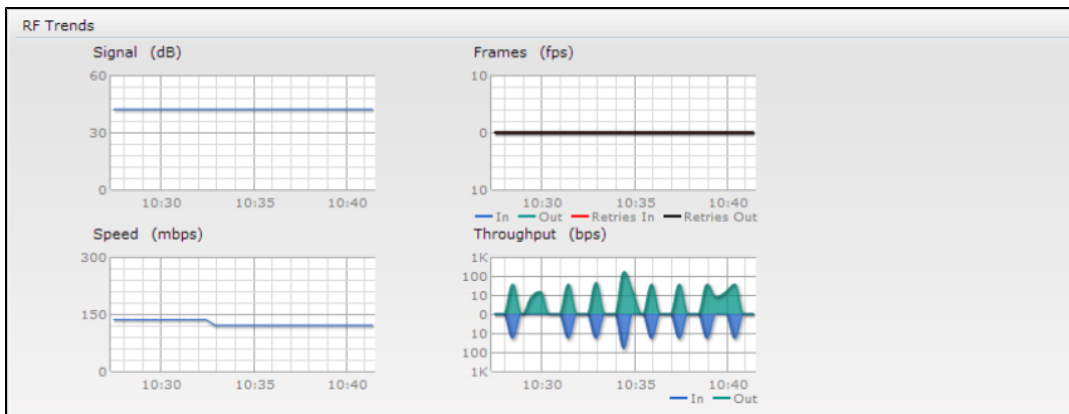 RF Trends
Signal (dB)
60
30
0
10:30 10:35 10:40
Frames (fps)
10
0
10
10:30 10:35 10:40
In Out Retries In Retries Out
Speed (mbps)
300
150
0
10:30 10:35 10:40
Throughput (bps)
1K
100
10
0
10
100
1K
10:30 10:35 10:40
In Out